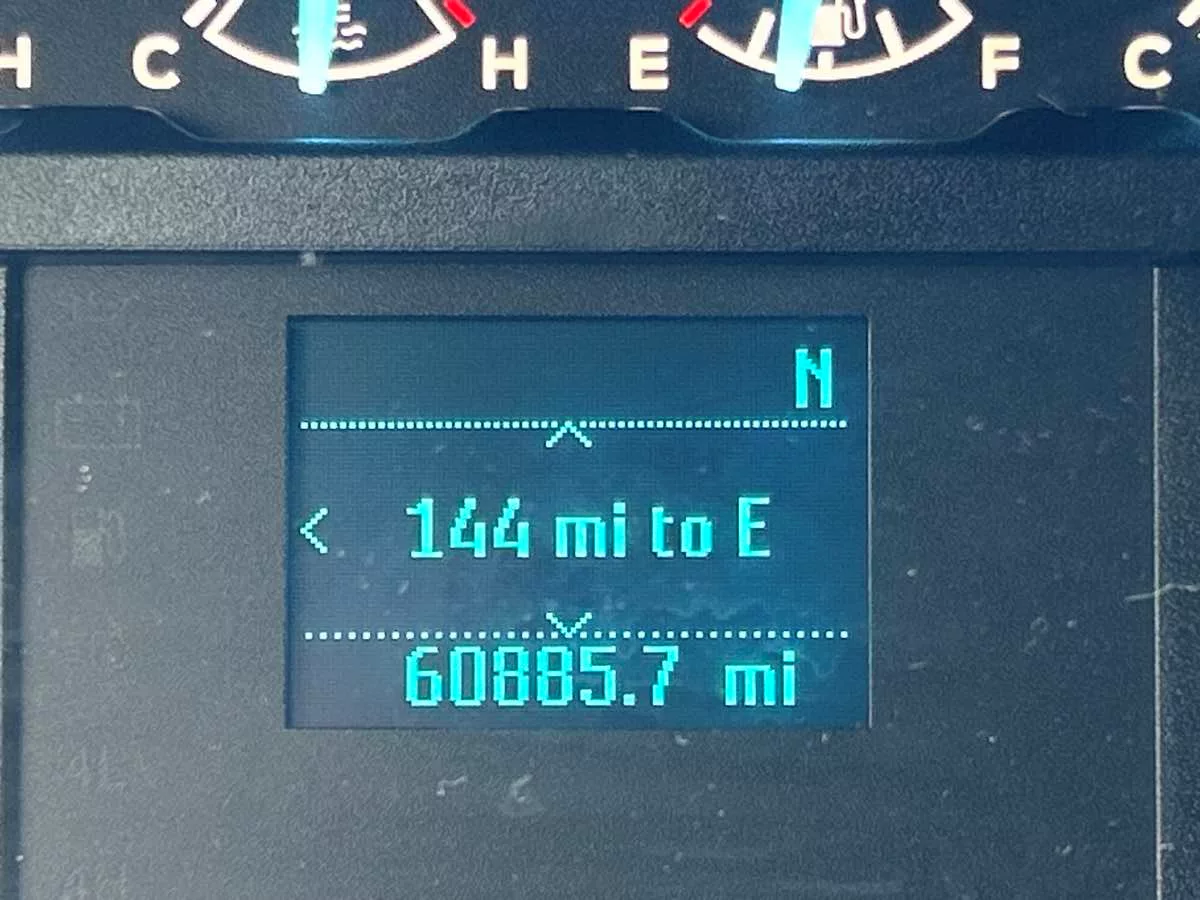 H C H E F C
N
144 mi to E
60885.7 mi